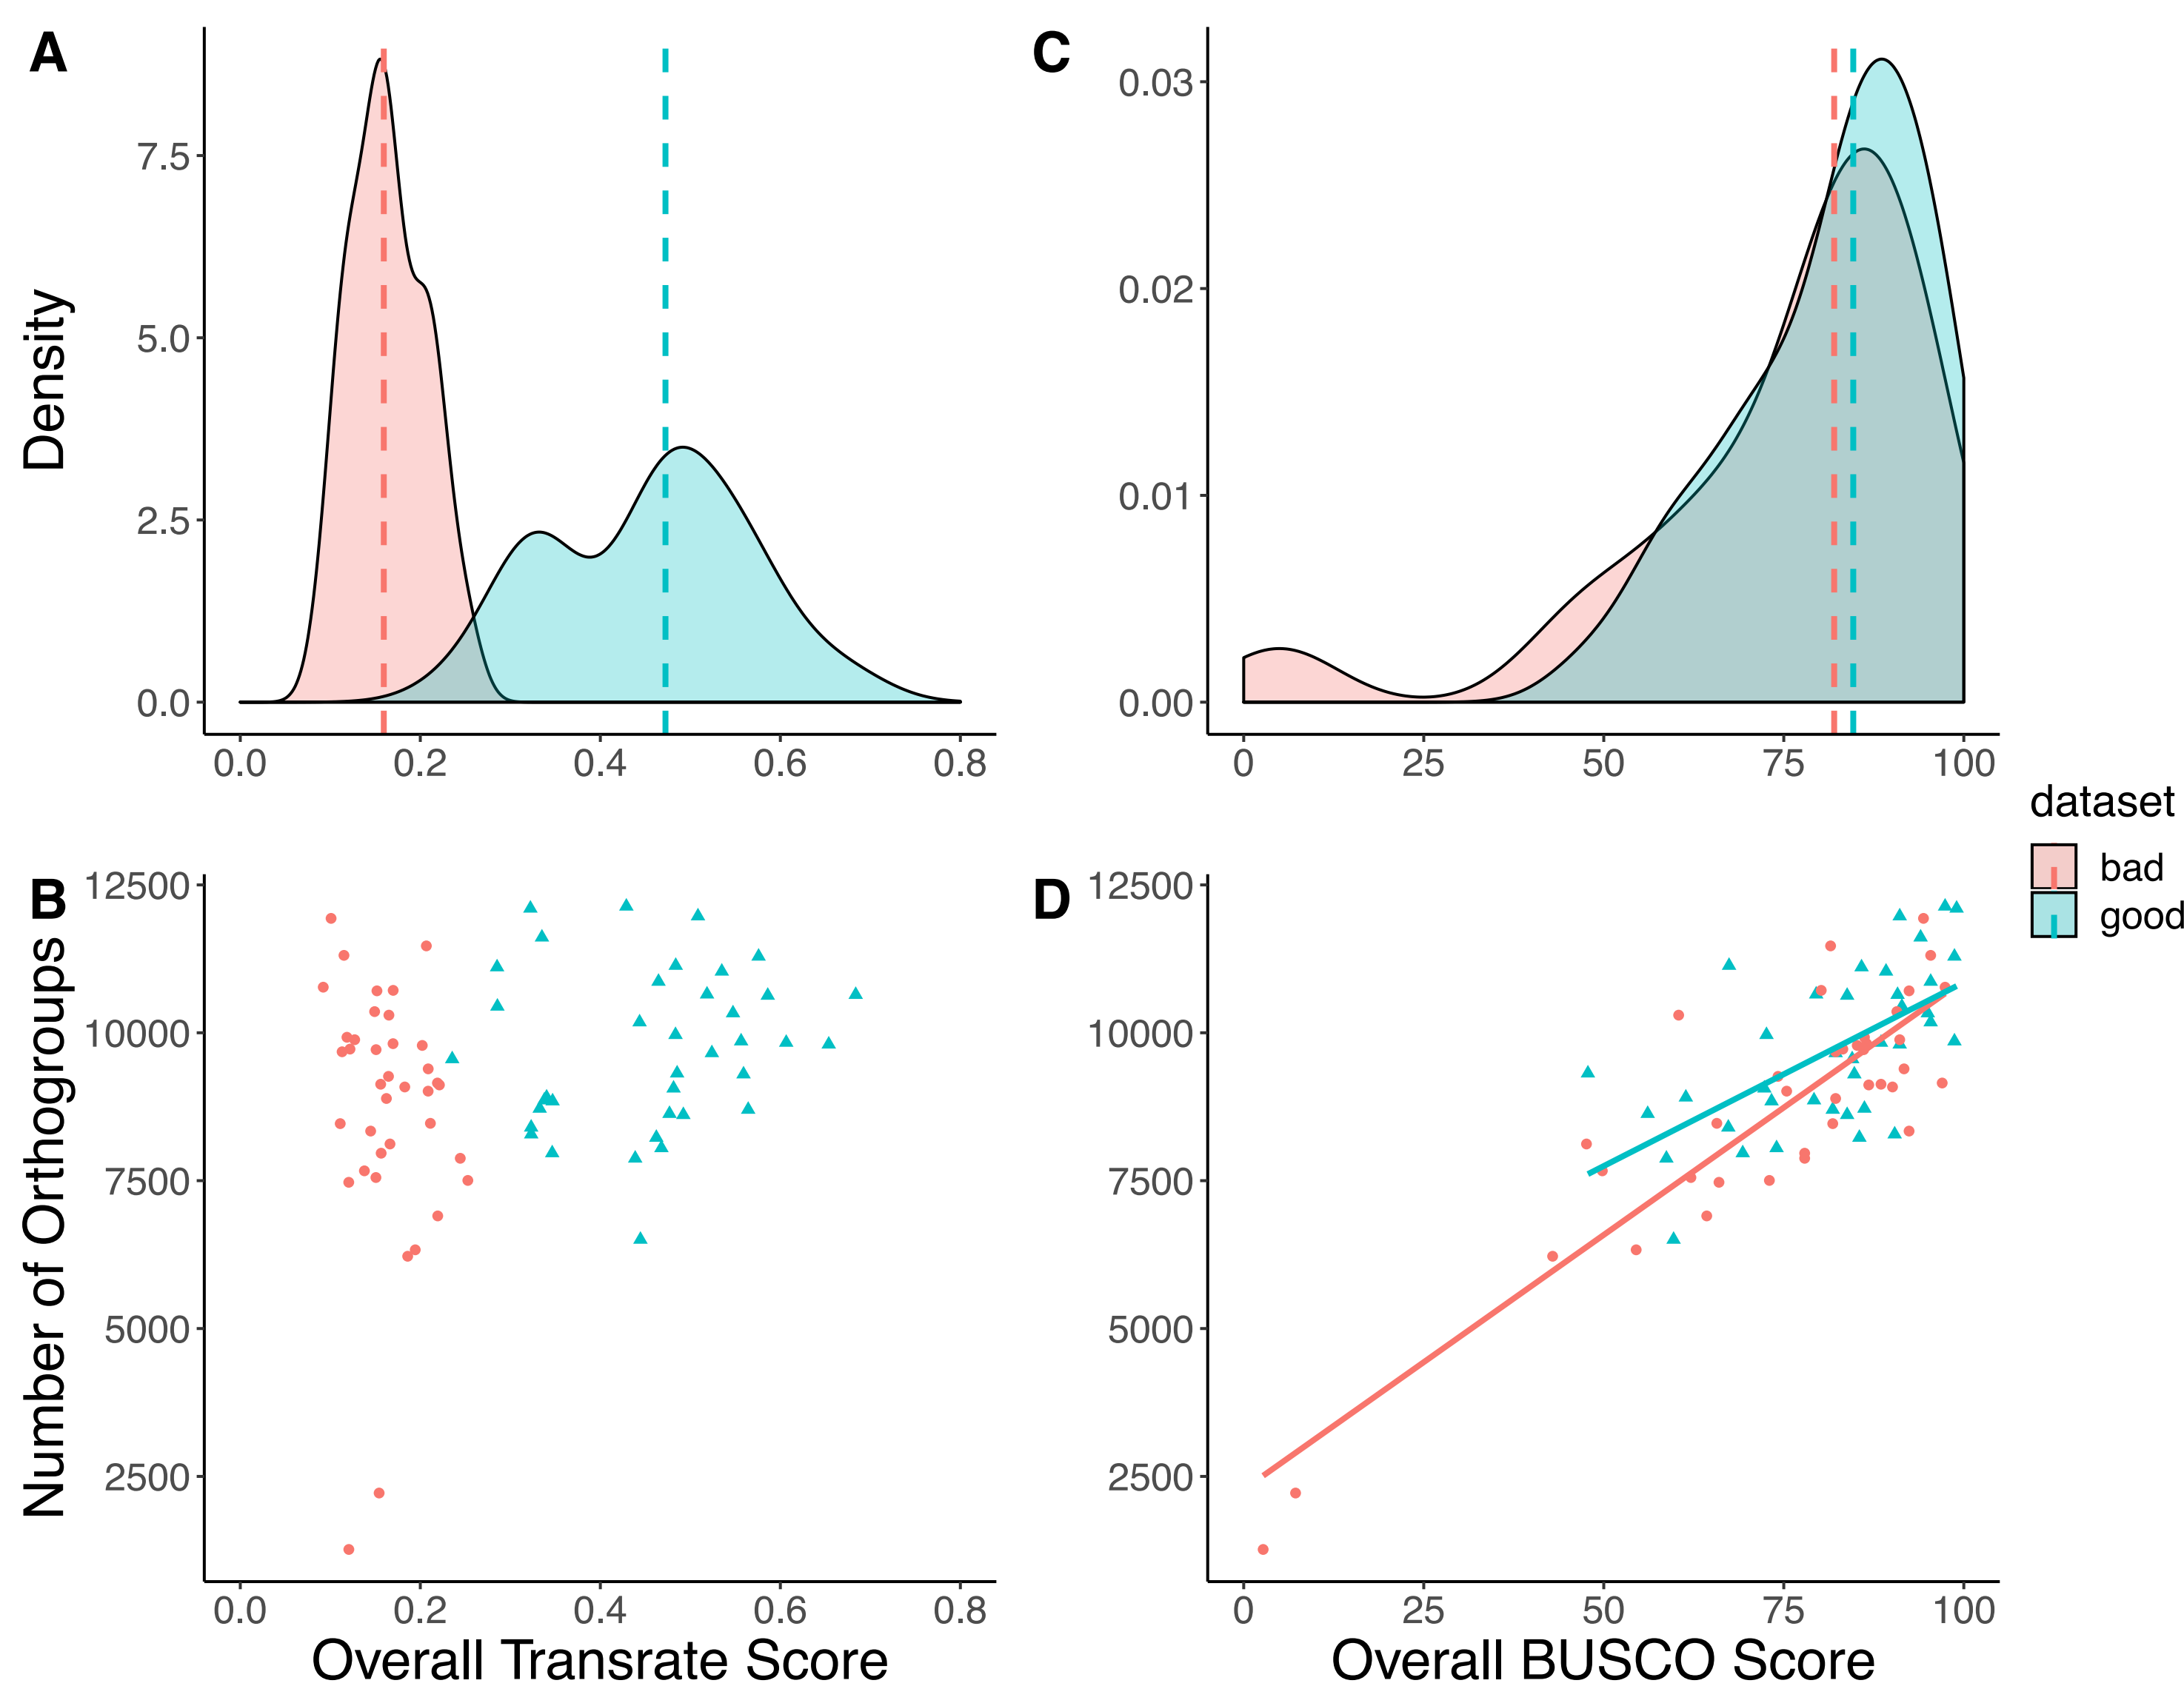 A
Density
7.5
5.0
2.5
0.0
0.0 0.2 0.4 0.6 0.8
C
0.03
0.02
0.01
0.00
0 25 50 75 100
dataset
bad
good
B
Number of Orthogroups
12500
10000
7500
5000
2500
0.0 0.2 0.4 0.6 0.8
Overall Transrate Score
D
12500
10000
7500
5000
2500
0 25 50 75 100
Overall BUSCO Score